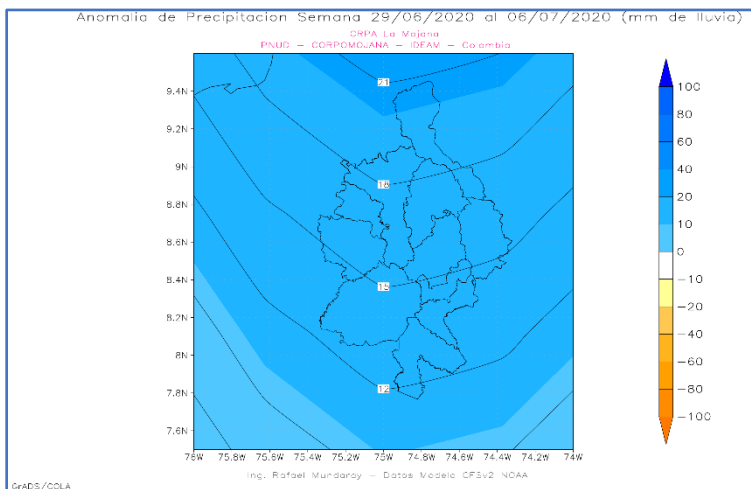 Anomalia de Precipitacion Semana 29/06/2020 al 06/07/2020 (mm de lluvia)
CRPA La Mojana
PNUD - CORPOMOJANA - IDEAM - Colombia
9.4N
9.2N
9N
8.8N
8.6N
8.4N
8.2N
8N
7.8N
7.6N
21
18
15
12
76W 75.8W 75.6W 75.4W 75.2W 75W 74.8W 74.6W 74.4W 74.2W 74W
100
80
60
40
20
10
0
-10
-20
-40
-60
-80
-100
Ing. Rafael Mundaray - Datos Modelo CFSv2 NOAA
GrADS/COLA